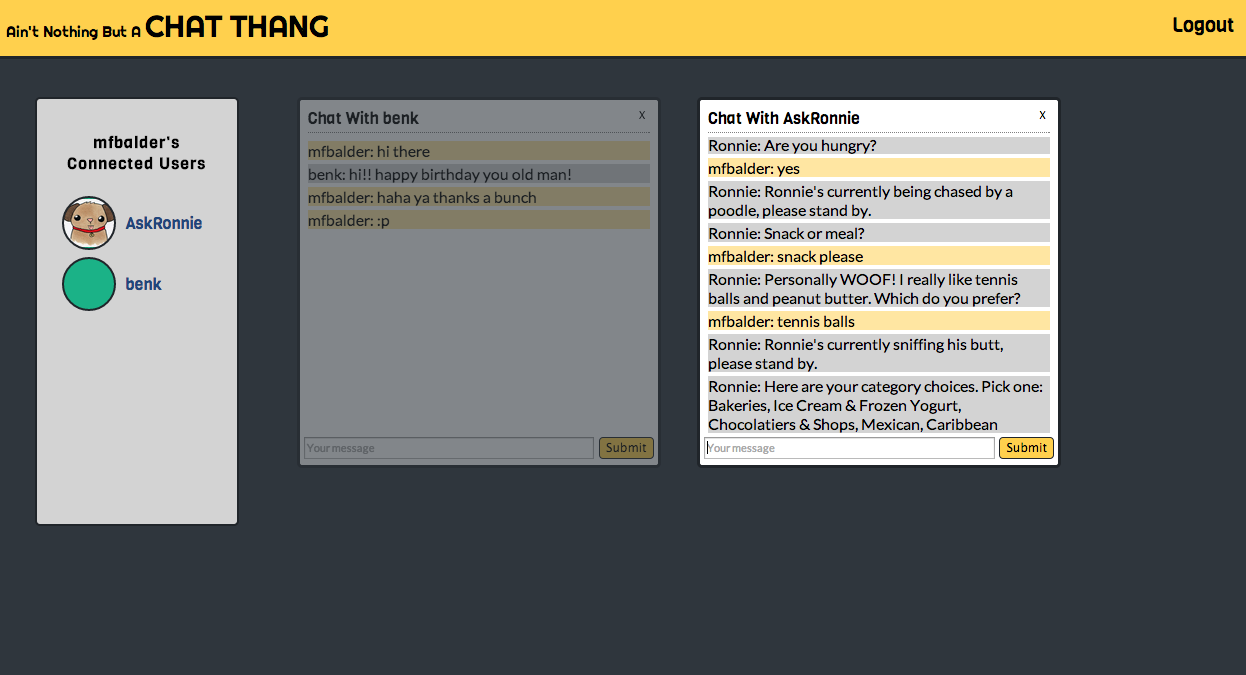 Ain't Nothing But A CHAT THANG
Logout
mfbalder's
Connected Users
AskRonnie
benk
Chat With benk
X
mfbalder: hi there
benk: hi!! happy birthday you old man!
mfbalder: haha ya thanks a bunch
mfbalder: :p
Your message
Submit
Chat With AskRonnie
X
Ronnie: Are you hungry?
mfbalder: yes
Ronnie: Ronnie's currently being chased by a
poodle, please stand by.
Ronnie: Snack or meal?
mfbalder: snack please
Ronnie: Personally WOOF! I really like tennis
balls and peanut butter. Which do you prefer?
mfbalder: tennis balls
Ronnie: Ronnie's currently sniffing his butt,
please stand by.
Ronnie: Here are your category choices. Pick one:
Bakeries, Ice Cream & Frozen Yogurt,
Chocolatiers & Shops, Mexican, Caribbean
Your message
Submit